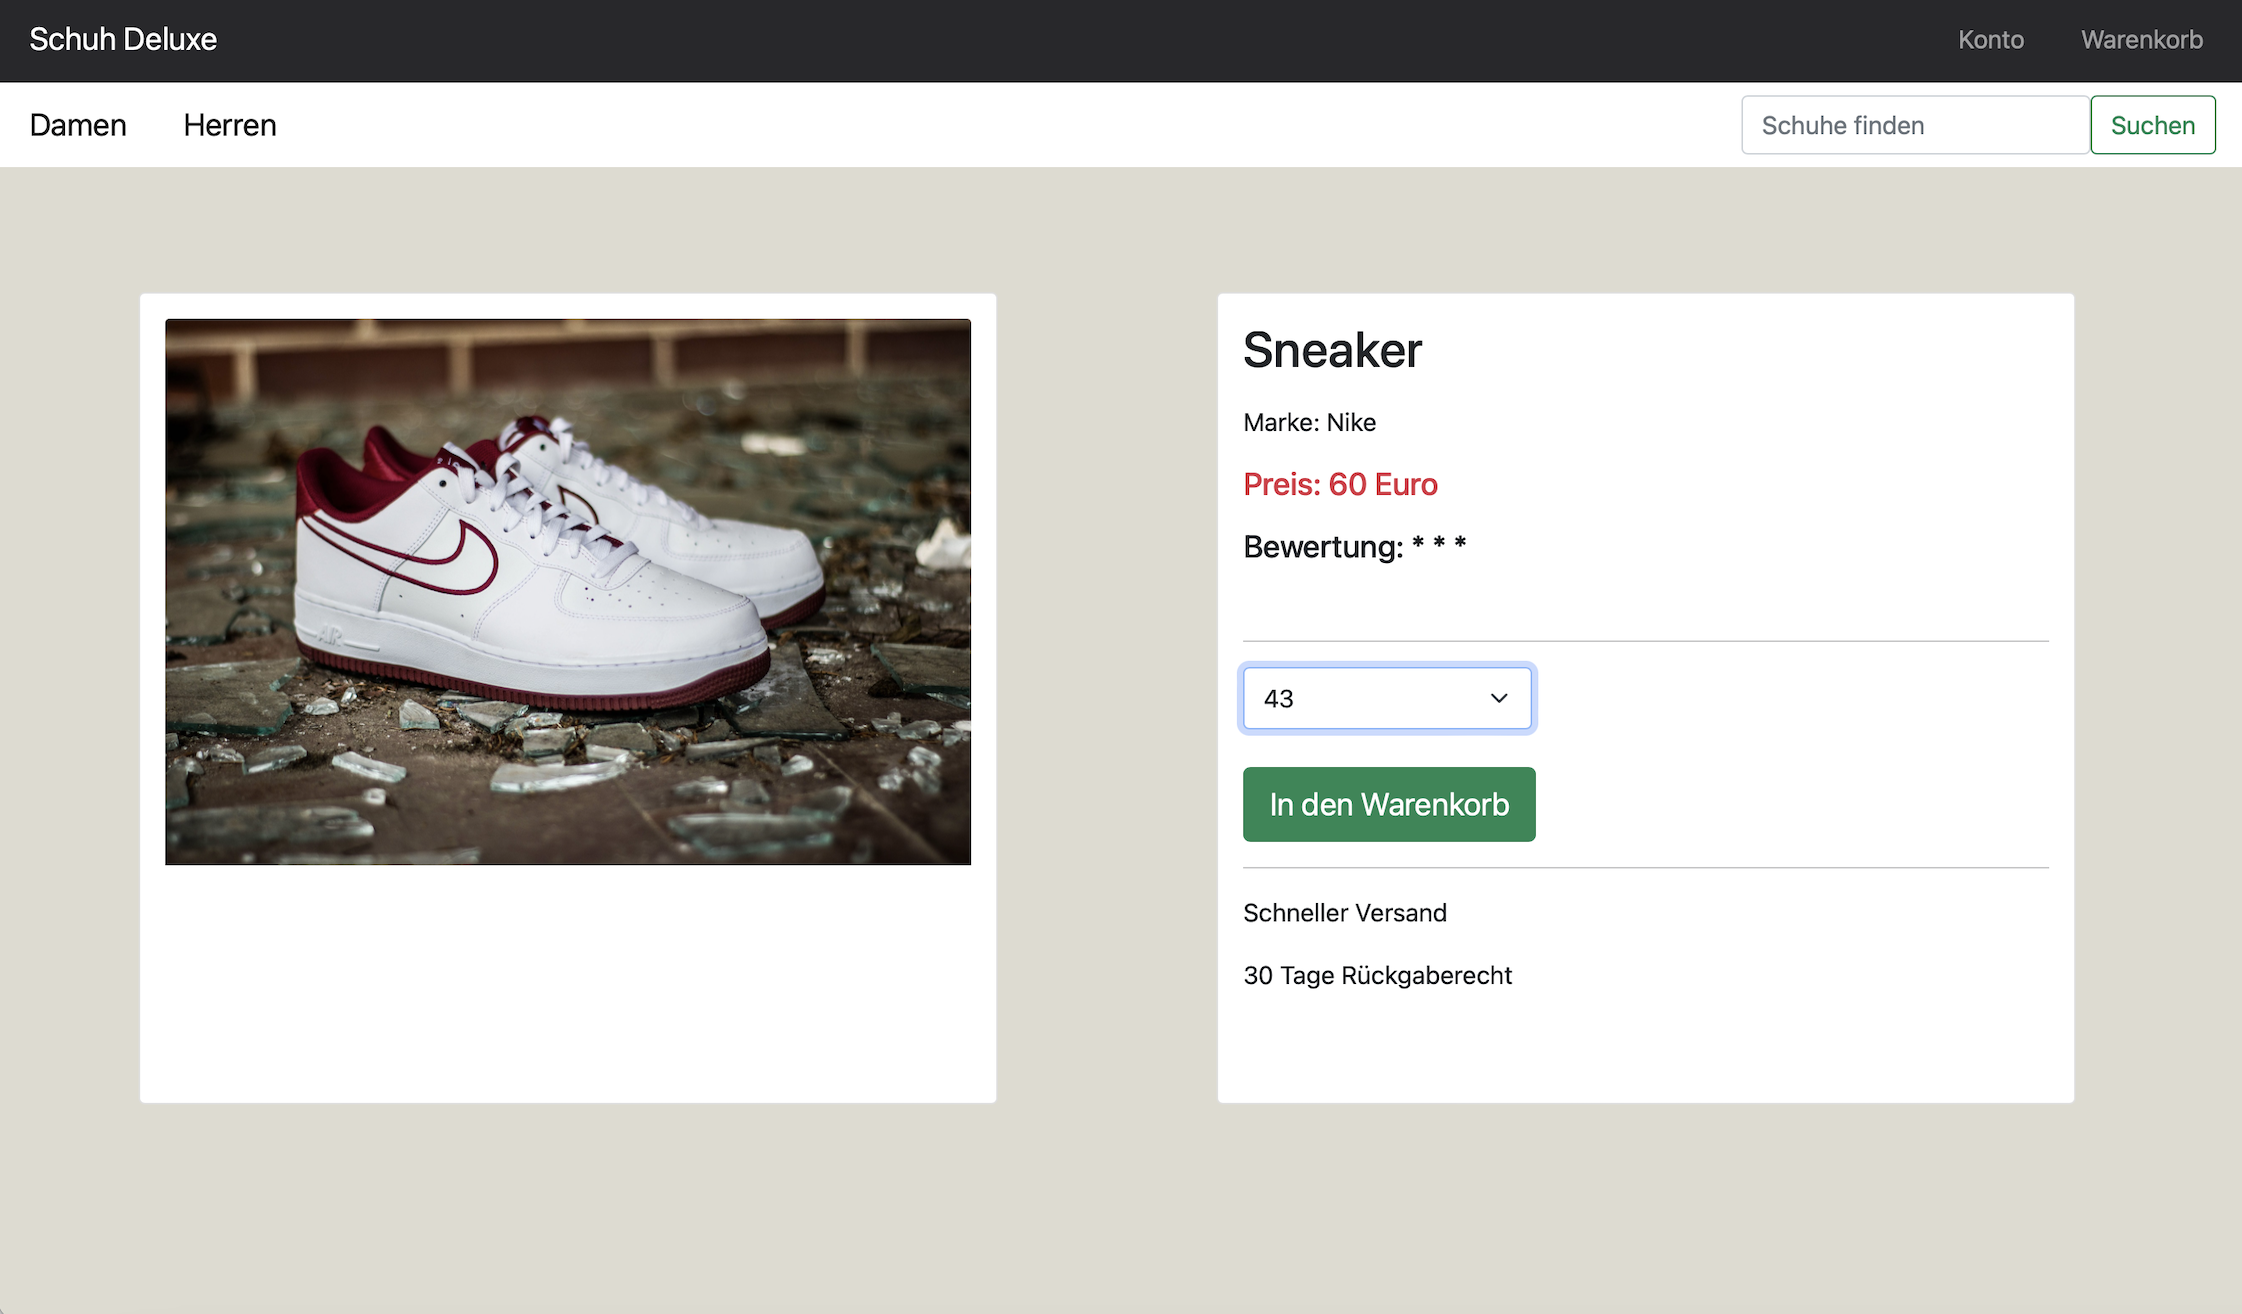 Schuh Deluxe
Konto
Warenkorb
Damen
Herren
Schuhe finden
Suchen
AIR
Sneaker
Marke: Nike
Preis: 60 Euro
Bewertung: * * *
43
In den Warenkorb
Schneller Versand
30 Tage Rückgaberecht